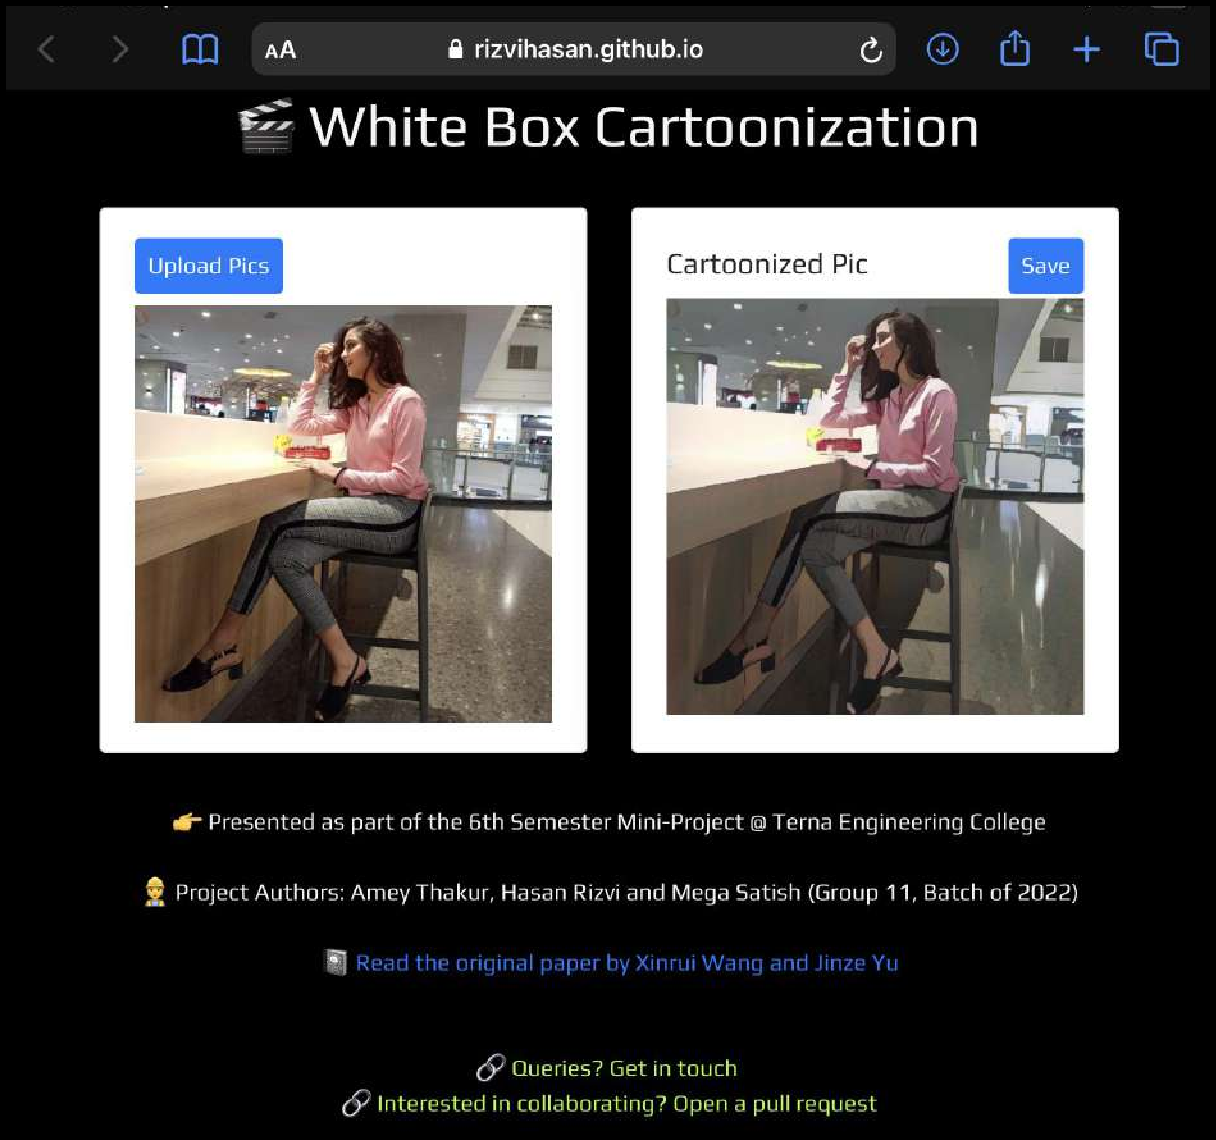 AA
rizvihasan.github.io
White Box Cartoonization
Upload Pics
Cartoonized Pic
Save
Presented as part of the 6th Semester Mini-Project @ Terna Engineering College
Project Authors: Amey Thakur, Hasan Rizvi and Mega Satish (Group 11, Batch of 2022)
Read the original paper by Xinrui Wang and Jinze Yu
Queries? Get in touch
Interested in collaborating? Open a pull request